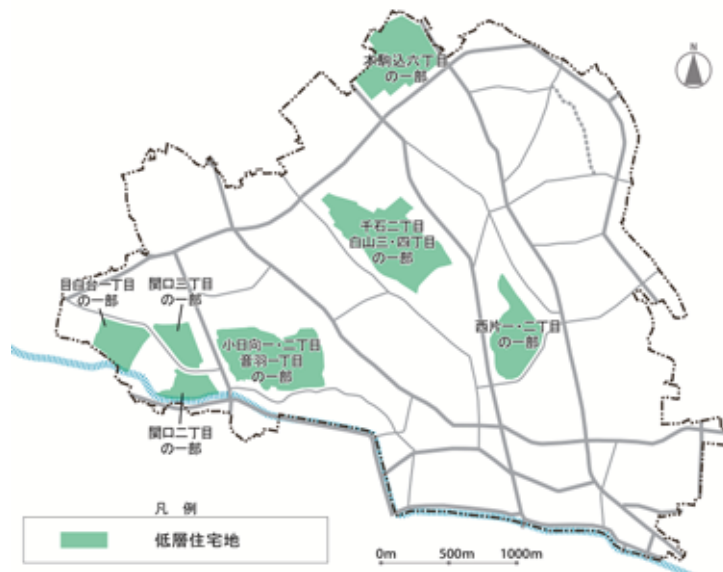 本駒込六丁目
の一部
N
千石二丁目
白山三・四丁目
の一部
目白台一丁目
の一部
関口三丁目
の一部
西片一・二丁目
の一部
小日向一・二丁目
音羽一丁目
の一部
関口二丁目
の一部
凡 例
低層住宅地
0m 500m 1000m